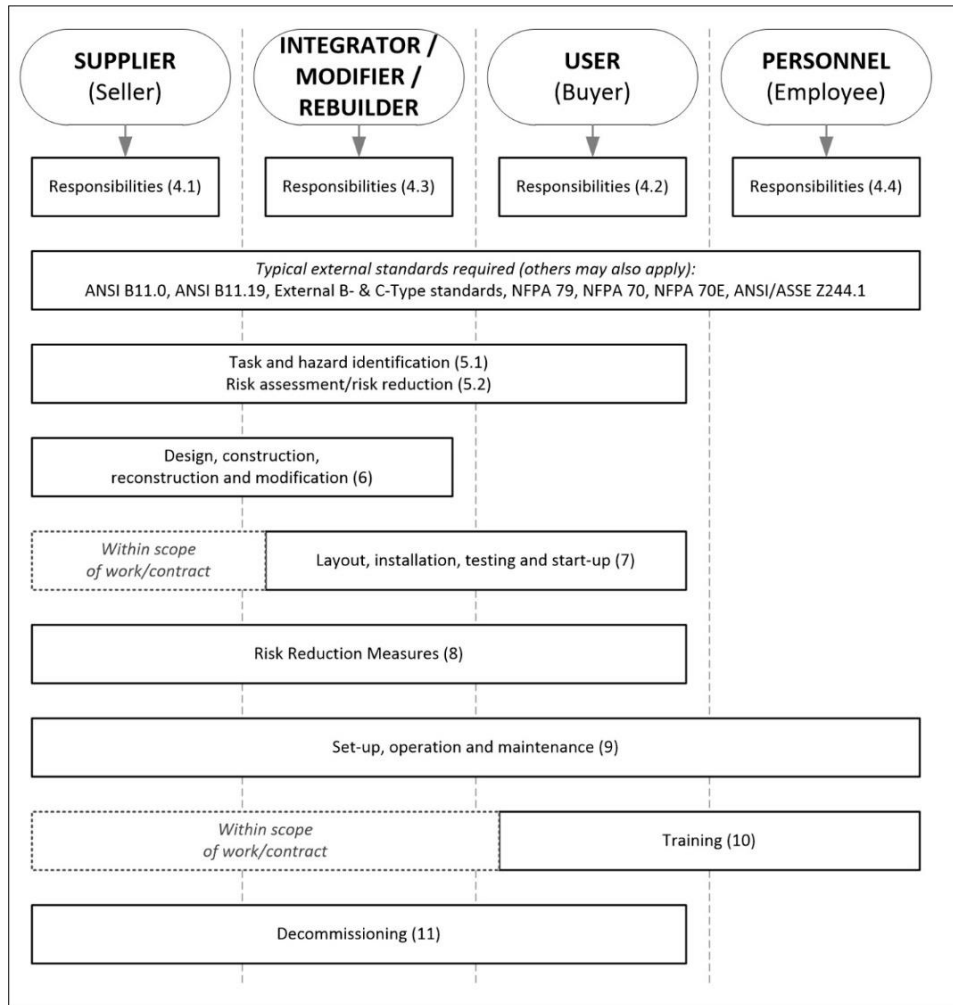 SUPPLIER
(Seller)
INTEGRATOR /
MODIFIER /
REBUILDER
USER
(Buyer)
PERSONNEL
(Employee)
Responsibilities (4.1)
Responsibilities (4.3)
Responsibilities (4.2)
Responsibilities (4.4)
Typical external standards required (others may also apply):
ANSI B11.0, ANSI B11.19, External B- & C-Type standards, NFPA 79, NFPA 70, NFPA 70E, ANSI/ASSE Z244.1
Task and hazard identification (5.1)
Risk assessment/risk reduction (5.2)
Design, construction,
reconstruction and modification (6)
Within scope
of work/contract
Layout, installation, testing and start-up (7)
Risk Reduction Measures (8)
Set-up, operation and maintenance (9)
Within scope
of work/contract
Training (10)
Decommissioning (11)